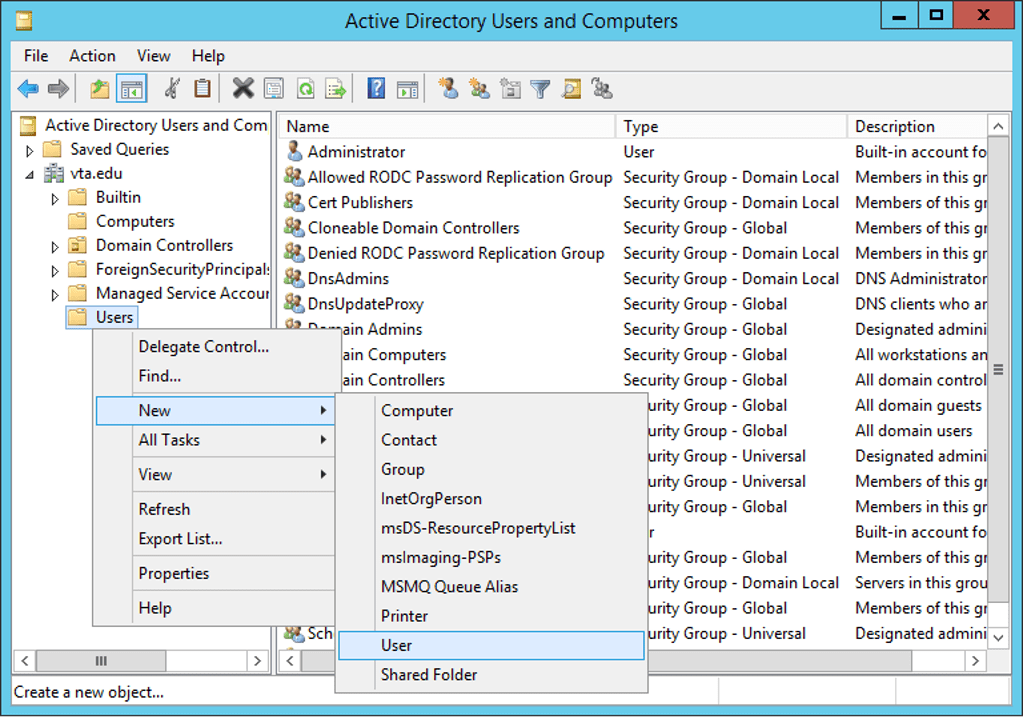 Active Directory Users and Computers
File Action View Help
Active Directory Users and Com
Saved Queries
vta.edu
Builtin
Computers
Domain Controllers
ForeignSecurityPrincipals
Managed Service Accour
Users
Name Type Description
Administrator User Built-in account fo
Allowed RODC Password Replication Group Security Group - Domain Local Members in this gr
Cert Publishers Security Group - Domain Local Members of this gr
Cloneable Domain Controllers Security Group - Global Members of this gr
Denied RODC Password Replication Group Security Group - Domain Local Members in this gr
DnsAdmins Security Group - Domain Local DNS Administrator
DnsUpdateProxy Security Group - Global DNS clients who ar
Domain Admins Security Group - Global Designated admini
ain Computers Security Group - Global All workstations an
ain Controllers Security Group - Global All domain control
urity Group - Global All domain guests
urity Group - Global All domain users
urity Group - Universal Designated admini
urity Group - Universal Members of this gr
urity Group - Global Members in this gr
r Built-in account fo
urity Group - Global Members of this gr
urity Group - Domain Local Servers in this grou
urity Group - Global Members of this gr
Sch urity Group - Universal Designated admini
Delegate Control...
Find...
New
All Tasks
View
Refresh
Export List...
Properties
Help
Computer
Contact
Group
InetOrgPerson
msDS-ResourcePropertyList
msImaging-PSPs
MSMQ Queue Alias
Printer
User
Shared Folder
Create a new object...